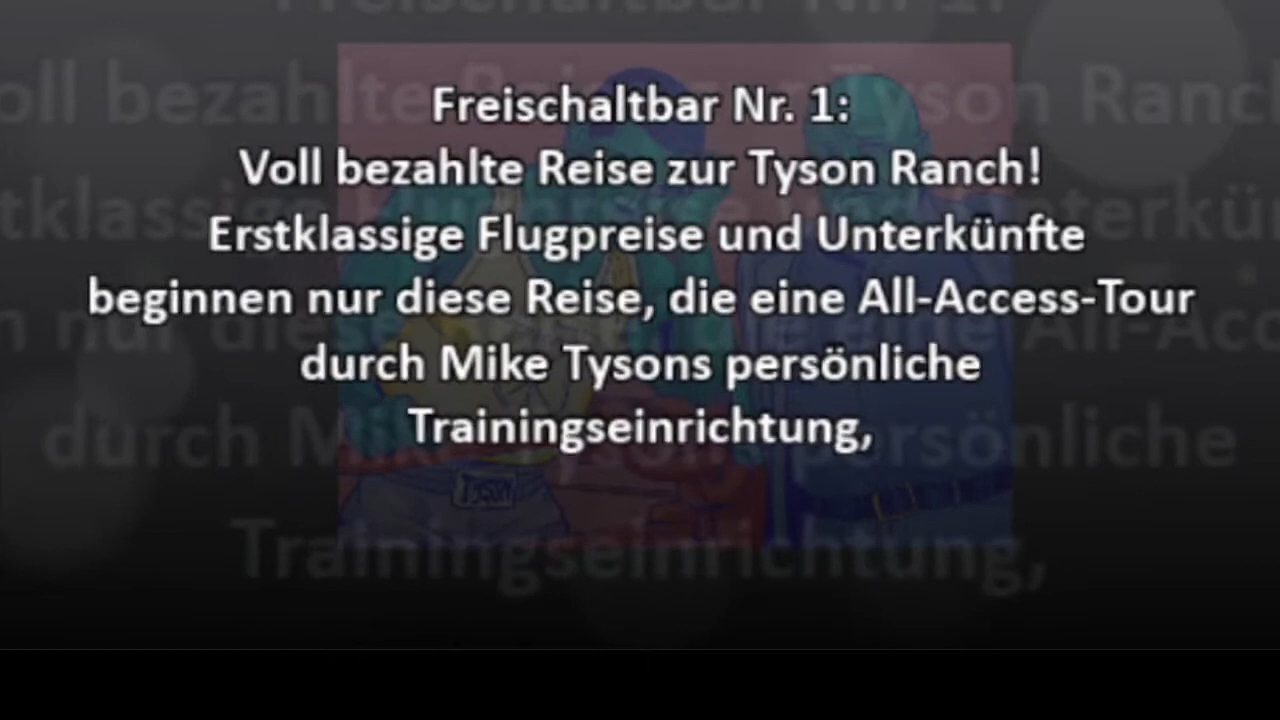 Freischaltbar Nr. 1:
Voll bezahlte Reise zur Tyson Ranch!
Erstklassige Flugpreise und Unterkünfte
beginnen nur diese Reise, die eine All-Access-Tour
durch Mike Tysons persönliche
Trainingseinrichtung,
TYSON